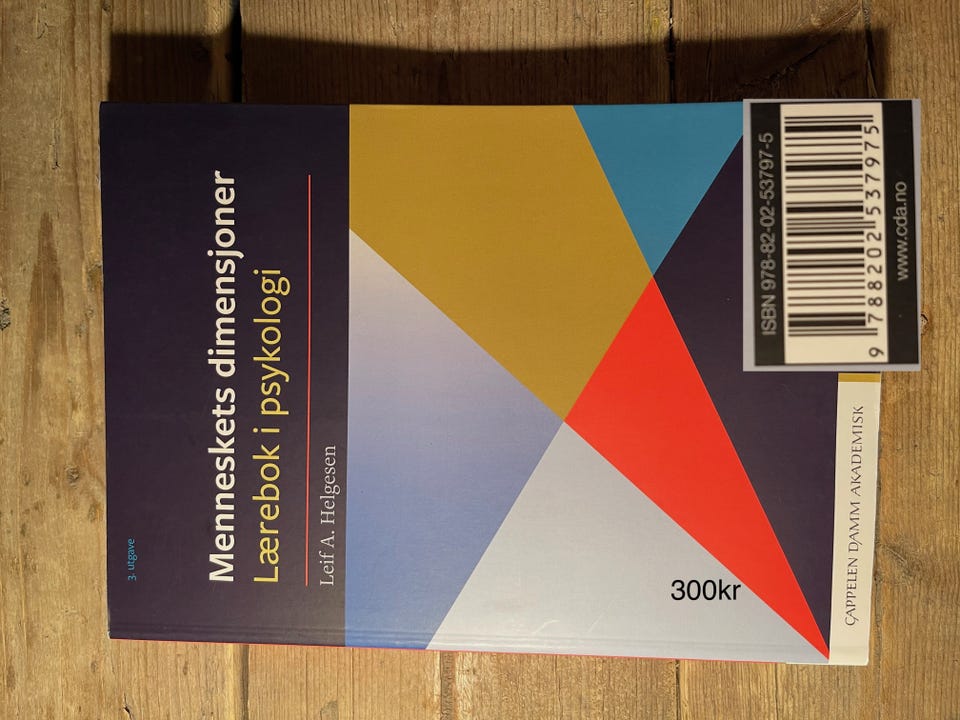 3. utgave
Menneskets dimensjoner
Lærebok i psykologi
Leif A. Helgesen
300kr
CAPPELEN DAMM AKADEMISK
ISBN 978-82-02-53797-5
9 788202 537975
www.cda.no